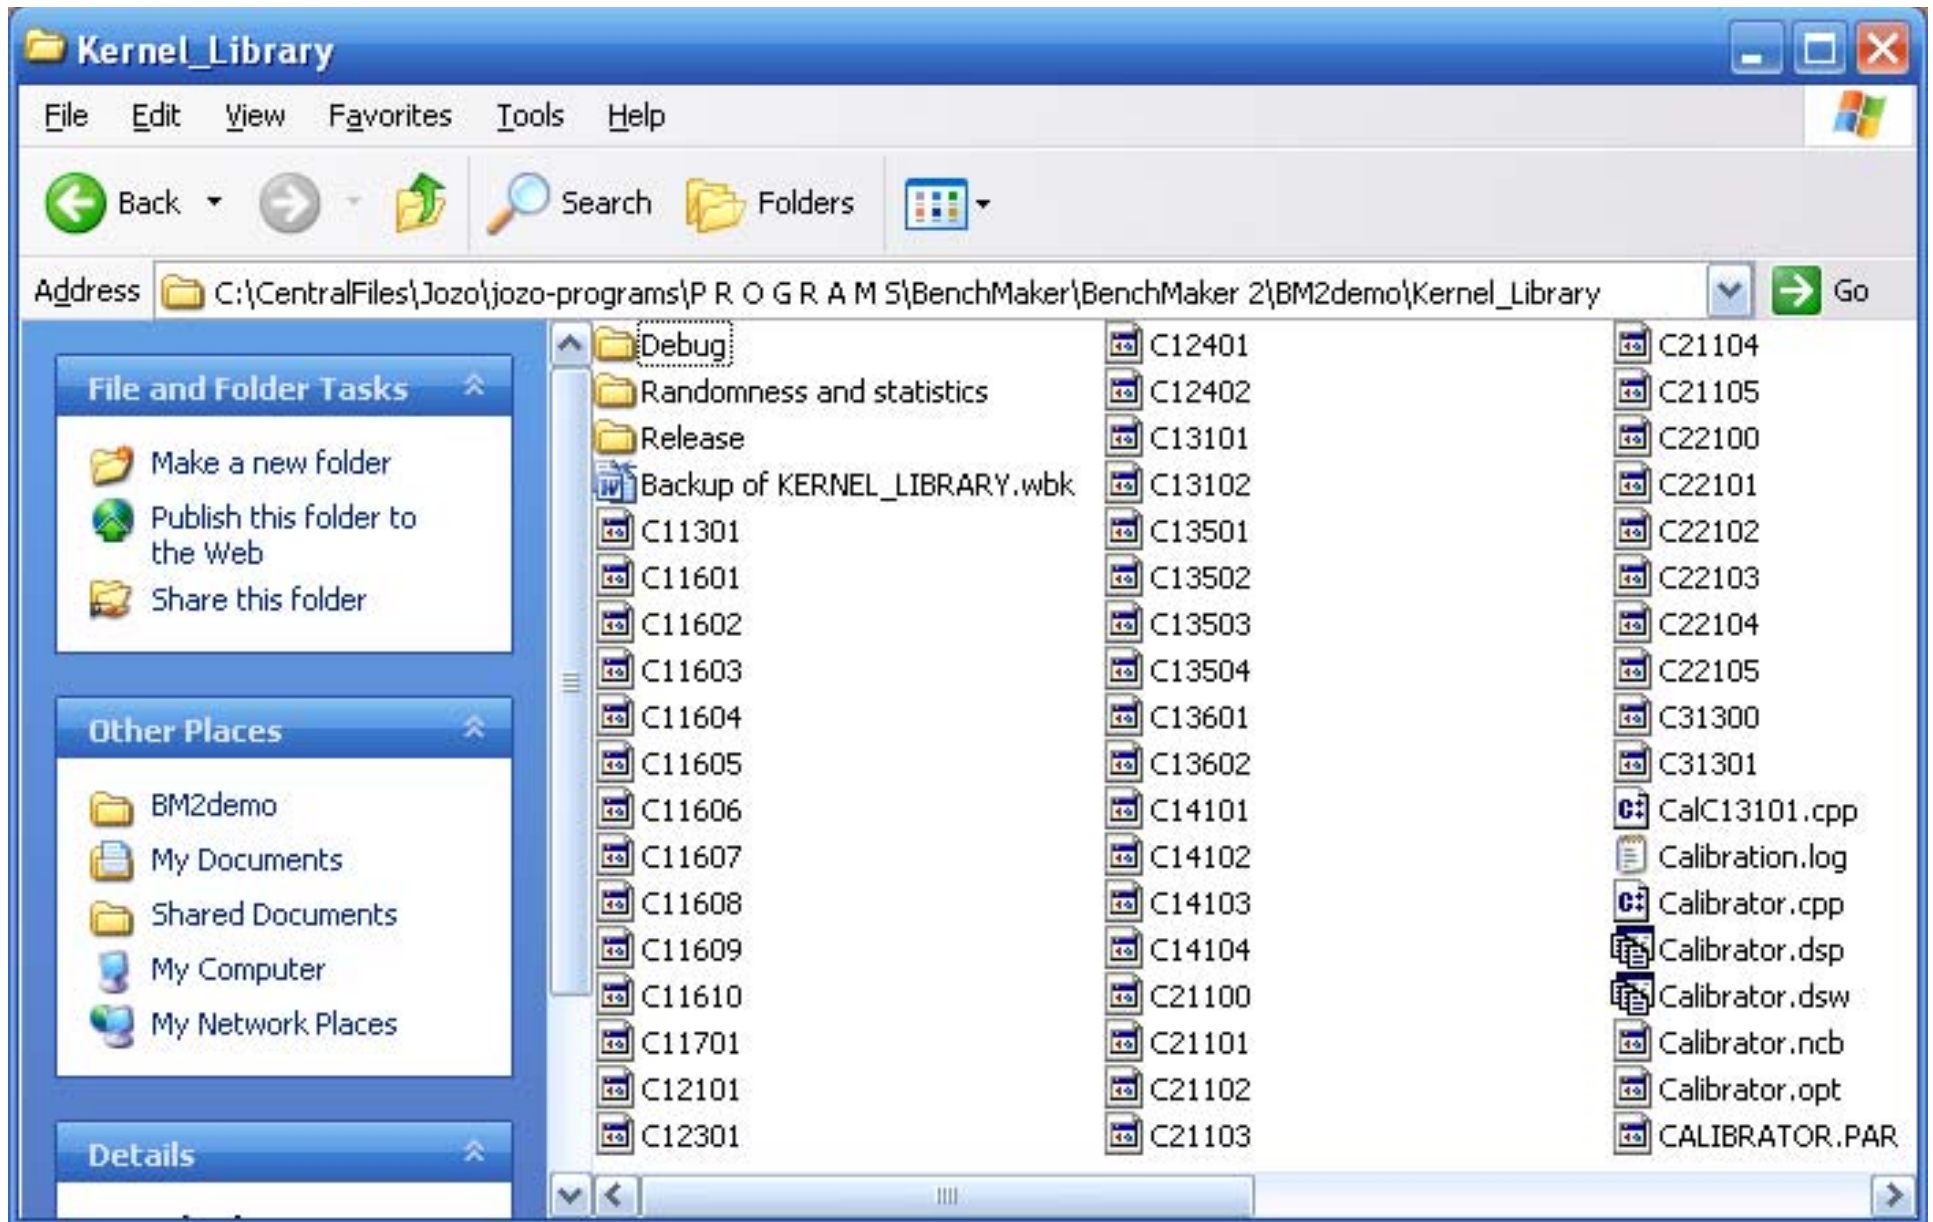 Kernel_Library
File Edit View Favorites Tools Help
Back Search Folders
Address C:\CentralFiles\Jozo\jozo-programs\P R O G R A M S\BenchMaker\BenchMaker 2\BM2demo\Kernel_Library Go
File and Folder Tasks
Make a new folder
Publish this folder to
the Web
Share this folder
Other Places
BM2demo
My Documents
Shared Documents
My Computer
My Network Places
Details
Debug
Randomness and statistics
Release
Backup of KERNEL_LIBRARY.wbk
C11301
C11601
C11602
C11603
C11604
C11605
C11606
C11607
C11608
C11609
C11610
C11701
C12101
C12301
C12401
C12402
C13101
C13102
C13501
C13502
C13503
C13504
C13601
C13602
C14101
C14102
C14103
C14104
C21100
C21101
C21102
C21103
C21104
C21105
C22100
C22101
C22102
C22103
C22104
C22105
C31300
C31301
CalC13101.cpp
Calibration.log
Calibrator.cpp
Calibrator.dsp
Calibrator.dsw
Calibrator.ncb
Calibrator.opt
CALIBRATOR.PAR